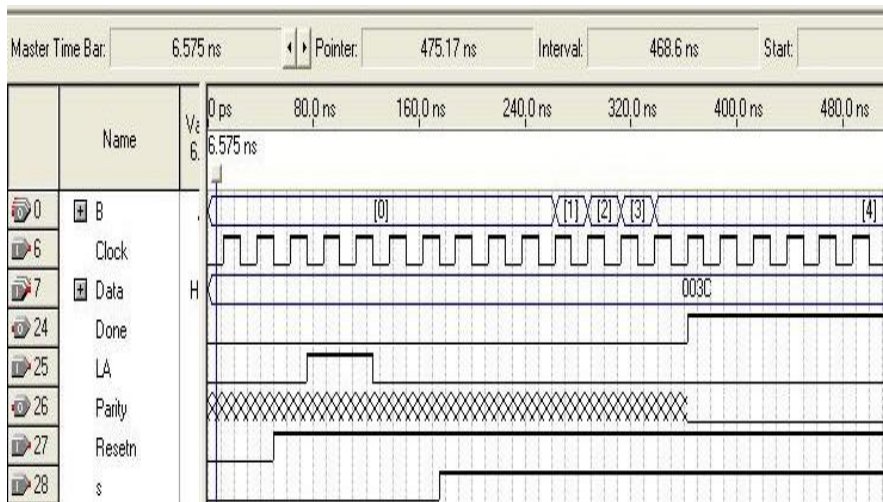 Master Time Bar: 6.575 ns Pointer: 475.17 ns Interval: 468.6 ns Start:
Name
6.
0 ps 80.0 ns 160.0 ns 240.0 ns 320.0 ns 400.0 ns 480.0 ns
6.575 ns
0 B [0] [1] [2] [3] [4]
6 Clock
7 Data H 003C
24 Done
25 LA
26 Parity
27 Resetn
28 s